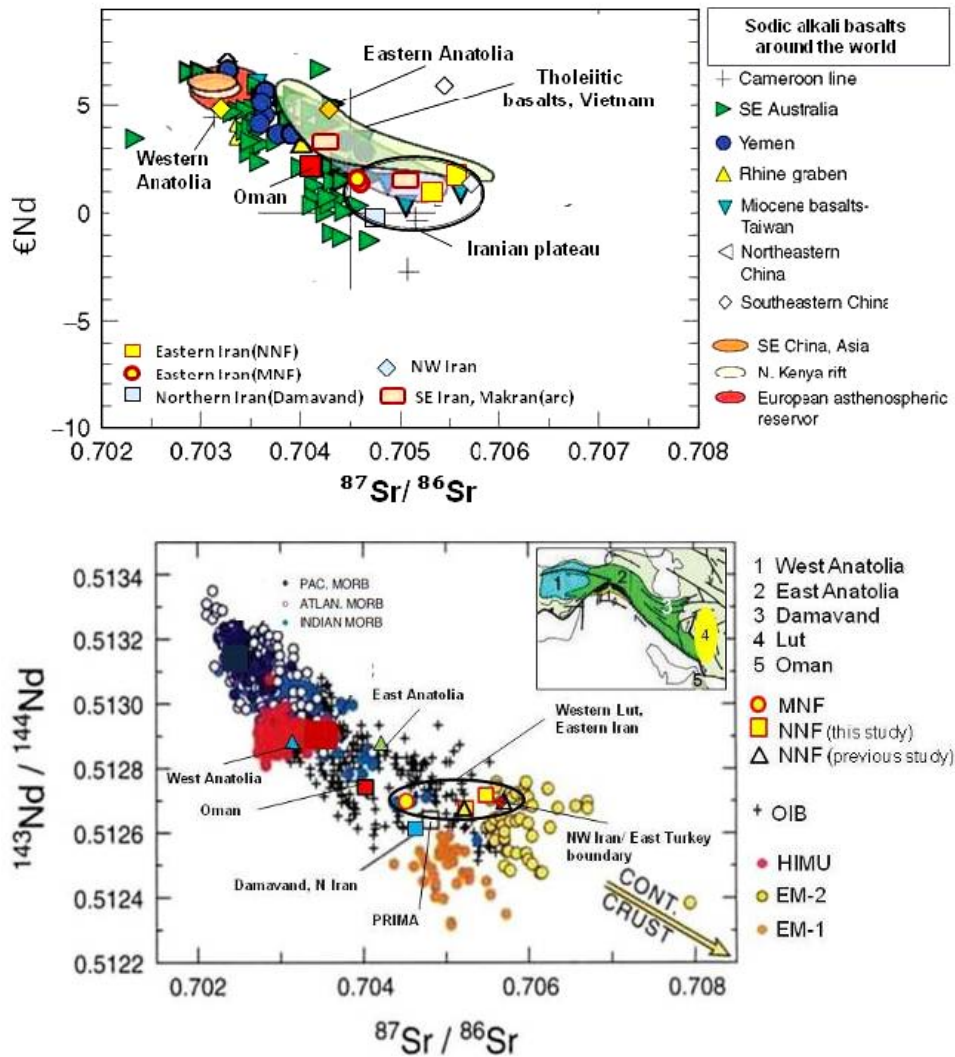 Sodic alkali basalts
around the world
Cameroon line
SE Australia
Yemen
Rhine graben
Miocene basalts-
Taiwan
Northeastern
China
Southeastern China
SE China, Asia
N. Kenya rift
European asthenospheric
reservoir
Eastern Anatolia
Tholeiitic
basalts, Vietnam
Western
Anatolia
Oman
Iranian plateau
€Nd
5
0
−5
−10
Eastern Iran(NNF)
Eastern Iran(MNF)
Northern Iran(Damavand)
NW Iran
SE Iran, Makran(arc)
0.702 0.703 0.704 0.705 0.706 0.707 0.708
87Sr/ 86Sr
143Nd / 144Nd
0.5134
0.5132
0.5130
0.5128
0.5126
0.5124
0.5122
PAC. MORB
ATLAN. MORB
INDIAN MORB
East Anatolia
West Anatolia
Oman
Western Lut,
Eastern Iran
Damavand, N Iran
PRIMA
NW Iran/ East Turkey
boundary
CONT.
CRUST
1
2
3
4
5
1 West Anatolia
2 East Anatolia
3 Damavand
4 Lut
5 Oman
MNF
NNF (this study)
NNF (previous study)
OIB
HIMU
EM-2
EM-1
0.702 0.704 0.706 0.708
87Sr / 86Sr